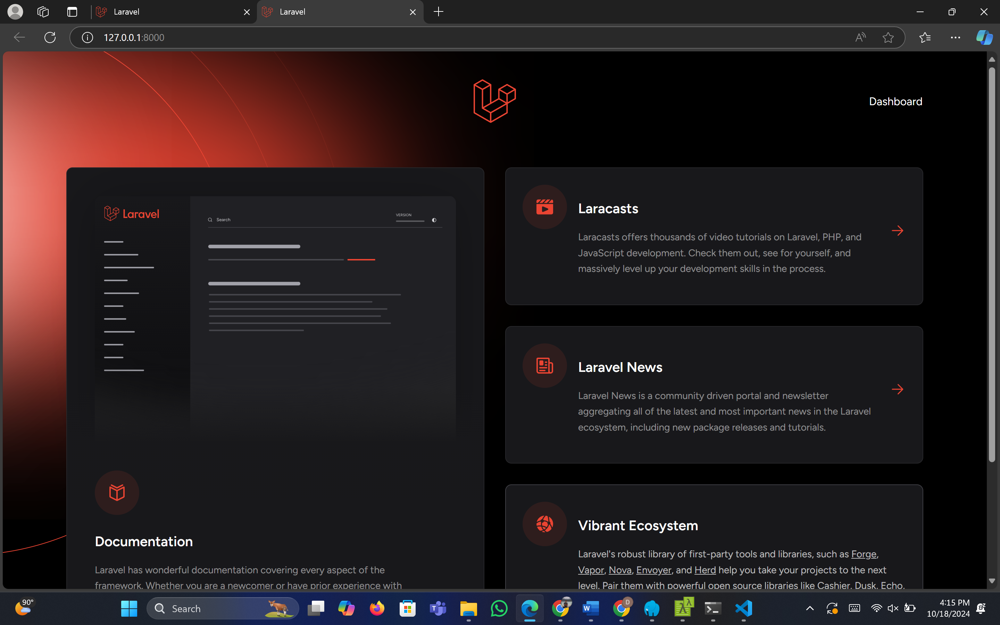 Laravel
Laravel
127.0.0.1:8000
Dashboard
Laravel
Search
VERSION
Documentation
Laravel has wonderful documentation covering every aspect of the
framework. Whether you are a newcomer or have prior experience with
Laracasts
Laracasts offers thousands of video tutorials on Laravel, PHP, and
JavaScript development. Check them out, see for yourself, and
massively level up your development skills in the process.
Laravel News
Laravel News is a community driven portal and newsletter
aggregating all of the latest and most important news in the Laravel
ecosystem, including new package releases and tutorials.
Vibrant Ecosystem
Laravel's robust library of first-party tools and libraries, such as Forge,
Vapor, Nova, Envoyer, and Herd help you take your projects to the next
level. Pair them with powerful open source libraries like Cashier, Dusk, Echo,
90°
Search
D
4:15 PM
10/18/2024